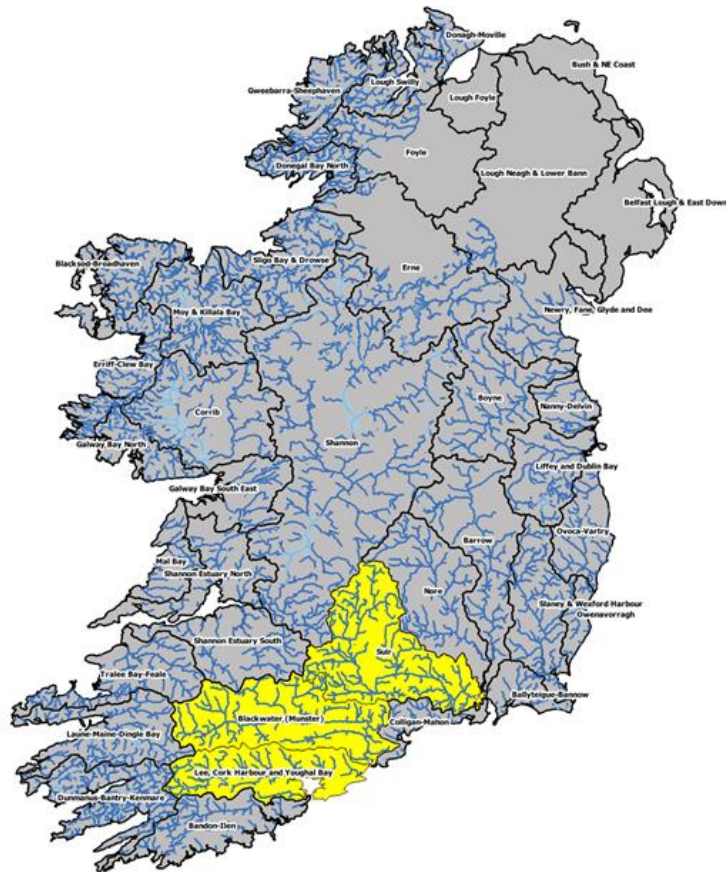 Donagh-Moville
Bush & NE Coast
Lough Swilly
Gweebarra-Sheephaven
Lough Foyle
Foyle
Donegal Bay North
Lough Neagh & Lower Bann
Belfast Lough & East Down
Sligo Bay & Drowse
Blacksod-Broadhaven
Erne
Newry, Fane, Glyde and Dee
Moy & Killala Bay
Erriff-Clew Bay
Boyne
Nanny-Delvin
Corrib
Galway Bay North
Shannon
Liffey and Dublin Bay
Galway Bay South East
Ovoca-Vartry
Barrow
Mal Bay
Shannon Estuary North
Nore
Slaney & Wexford Harbour
Owenavorragh
Shannon Estuary South
Suir
Tralee Bay-Feale
Ballyteigue-Bannow
Blackwater (Munster)
Colligan-Mahon
Laune-Maine-Dingle Bay
Lee, Cork Harbour and Youghal Bay
Dunmanus-Bantry-Kenmare
Bandon-Ilen